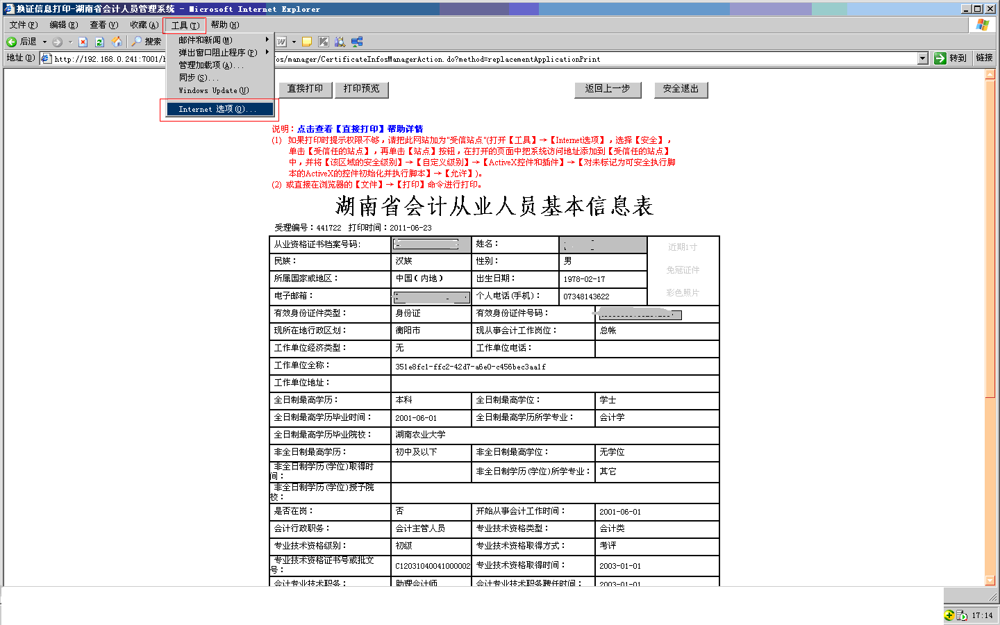 换证信息打印-湖南省会计人员管理系统 - Microsoft Internet Explorer
文件(F) 编辑(E) 查看(V) 收藏(A) 工具(T) 帮助(H)
后退 搜索
邮件和新闻(M)
弹出窗口阻止程序(P)
管理加载项(A)...
同步(S)...
Windows Update(U)
Internet 选项(O)...
地址(D) http://192.168.0.241:7001/ os/manager/CertificateInfosManagerAction.do?method=replacementApplicationPrint 转到 链接
直接打印 打印预览 返回上一步 安全退出
说明：点击查看【直接打印】帮助详情
(1) 如果打印时提示权限不够，请把此网站加为"受信站点"(打开【工具】→【Internet选项】，选择【安全】，
单击【受信任的站点】，再单击【站点】按钮，在打开的页面中把系统访问地址添加到【受信任的站点】
中，并将【该区域的安全级别】→【自定义级别】→【ActiveX控件和插件】→【对未标记为可安全执行脚
本的ActiveX的控件初始化并执行脚本】→【允许】)。
(2) 或直接在浏览器的【文件】→【打印】命令进行打印。
湖南省会计从业人员基本信息表
受理编号：441722 打印时间：2011-06-23
从业资格证书档案号码: 姓名：
近期1寸
免冠证件
彩色照片
民族： 汉族 性别： 男
所属国家或地区： 中国(内地) 出生日期： 1978-02-17
电子邮箱： 个人电话(手机)： 07348143622
有效身份证件类型： 身份证 有效身份证件号码：
现所在地行政区划： 衡阳市 现从事会计工作岗位： 总帐
工作单位经济类型： 无 工作单位电话：
工作单位全称： 351e8fc1-ffc2-42d7-a6e0-c456bec3aa1f
工作单位地址：
全日制最高学历： 本科 全日制最高学位： 学士
全日制最高学历毕业时间： 2001-06-01 全日制最高学历所学专业： 会计学
全日制最高学历毕业院校： 湖南农业大学
非全日制最高学历： 初中及以下 非全日制最高学位： 无学位
非全日制学历(学位)取得时
间： 非全日制学历(学位)所学专业： 其它
非全日制学历(学位)授予院
校：
是否在岗： 否 开始从事会计工作时间： 2001-06-01
会计行政职务： 会计主管人员 专业技术资格类型： 会计类
专业技术资格级别： 初级 专业技术资格取得方式： 考评
专业技术资格证书号或批文
号： C12031040041000002 专业技术资格取得时间： 2003-01-01
会计专业技术职务： 助理会计师 会计专业技术职务聘任时间： 2003-01-01
17:14